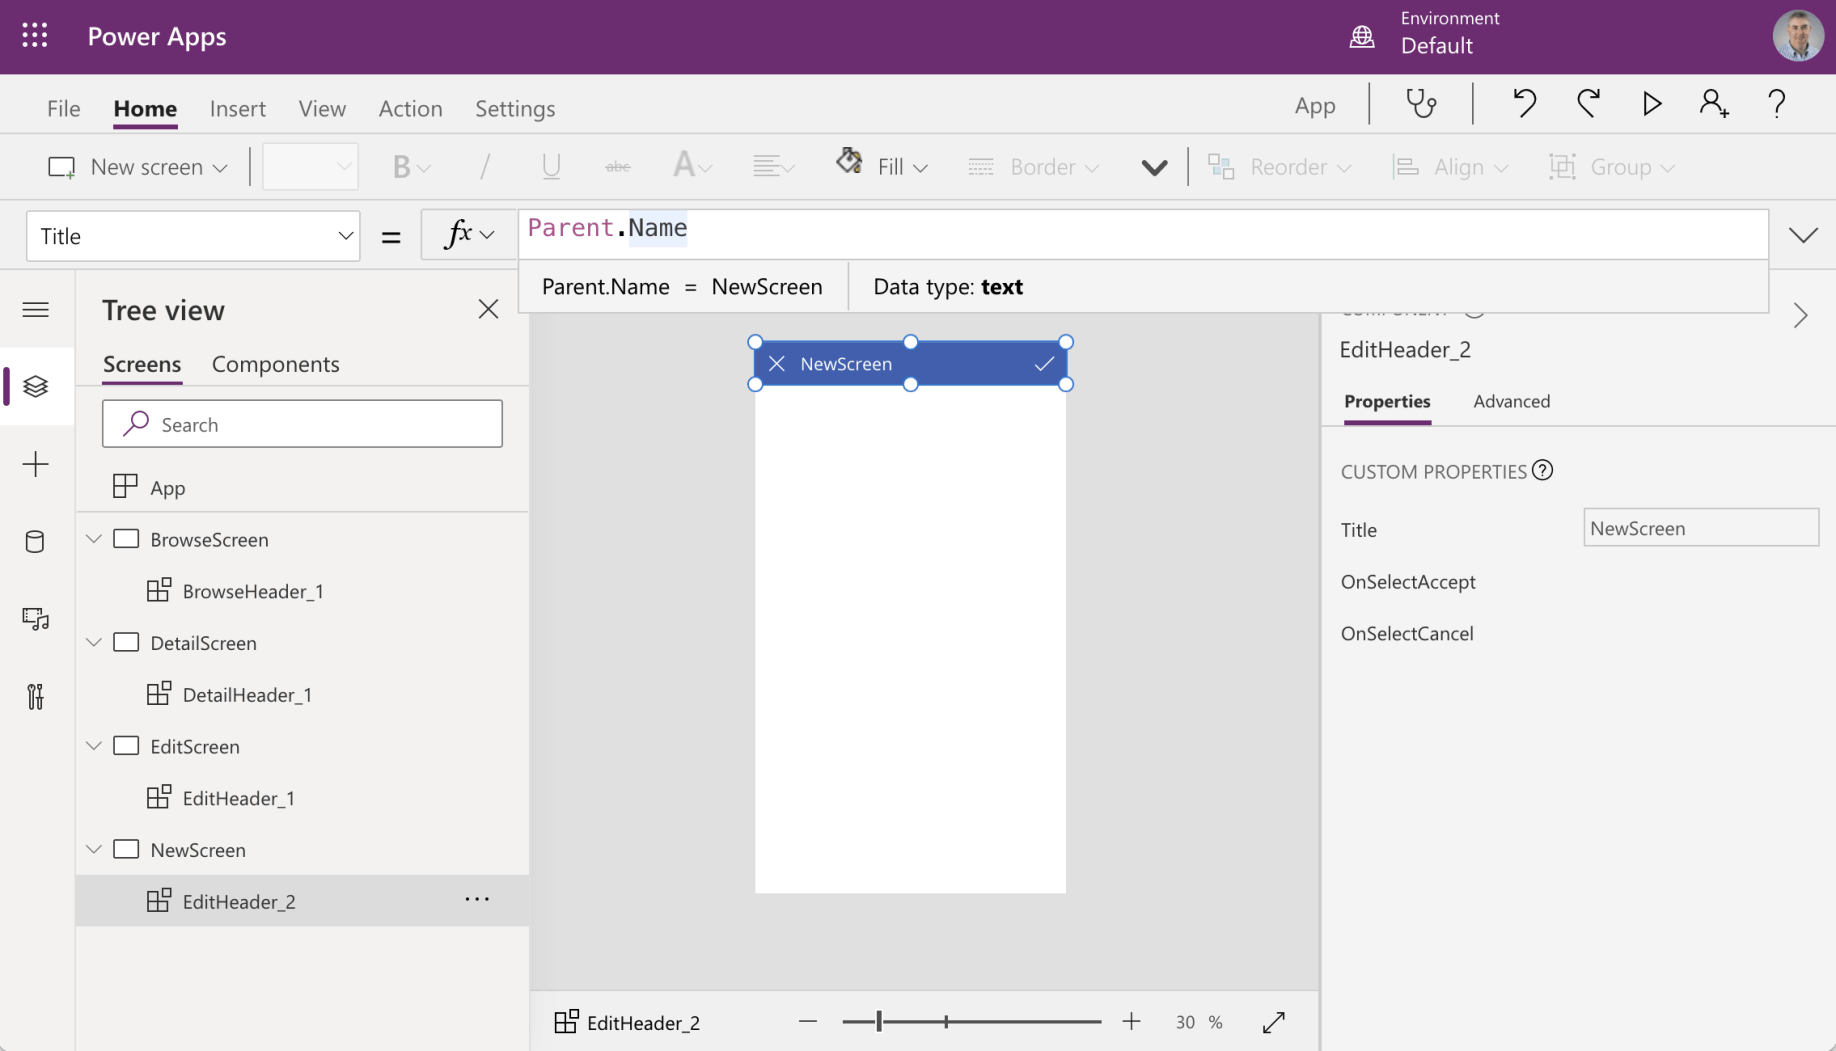 Power Apps
Environment
Default
File Home Insert View Action Settings App
New screen B / U abc A Fill Border Reorder Align Group
Title = fx Parent.Name
Parent.Name = NewScreen Data type: text
Tree view
Screens Components
Search
App
BrowseScreen
BrowseHeader_1
DetailScreen
DetailHeader_1
EditScreen
EditHeader_1
NewScreen
EditHeader_2 ...
NewScreen
EditHeader_2 30 %
EditHeader_2
Properties Advanced
CUSTOM PROPERTIES ?
Title NewScreen
OnSelectAccept
OnSelectCancel